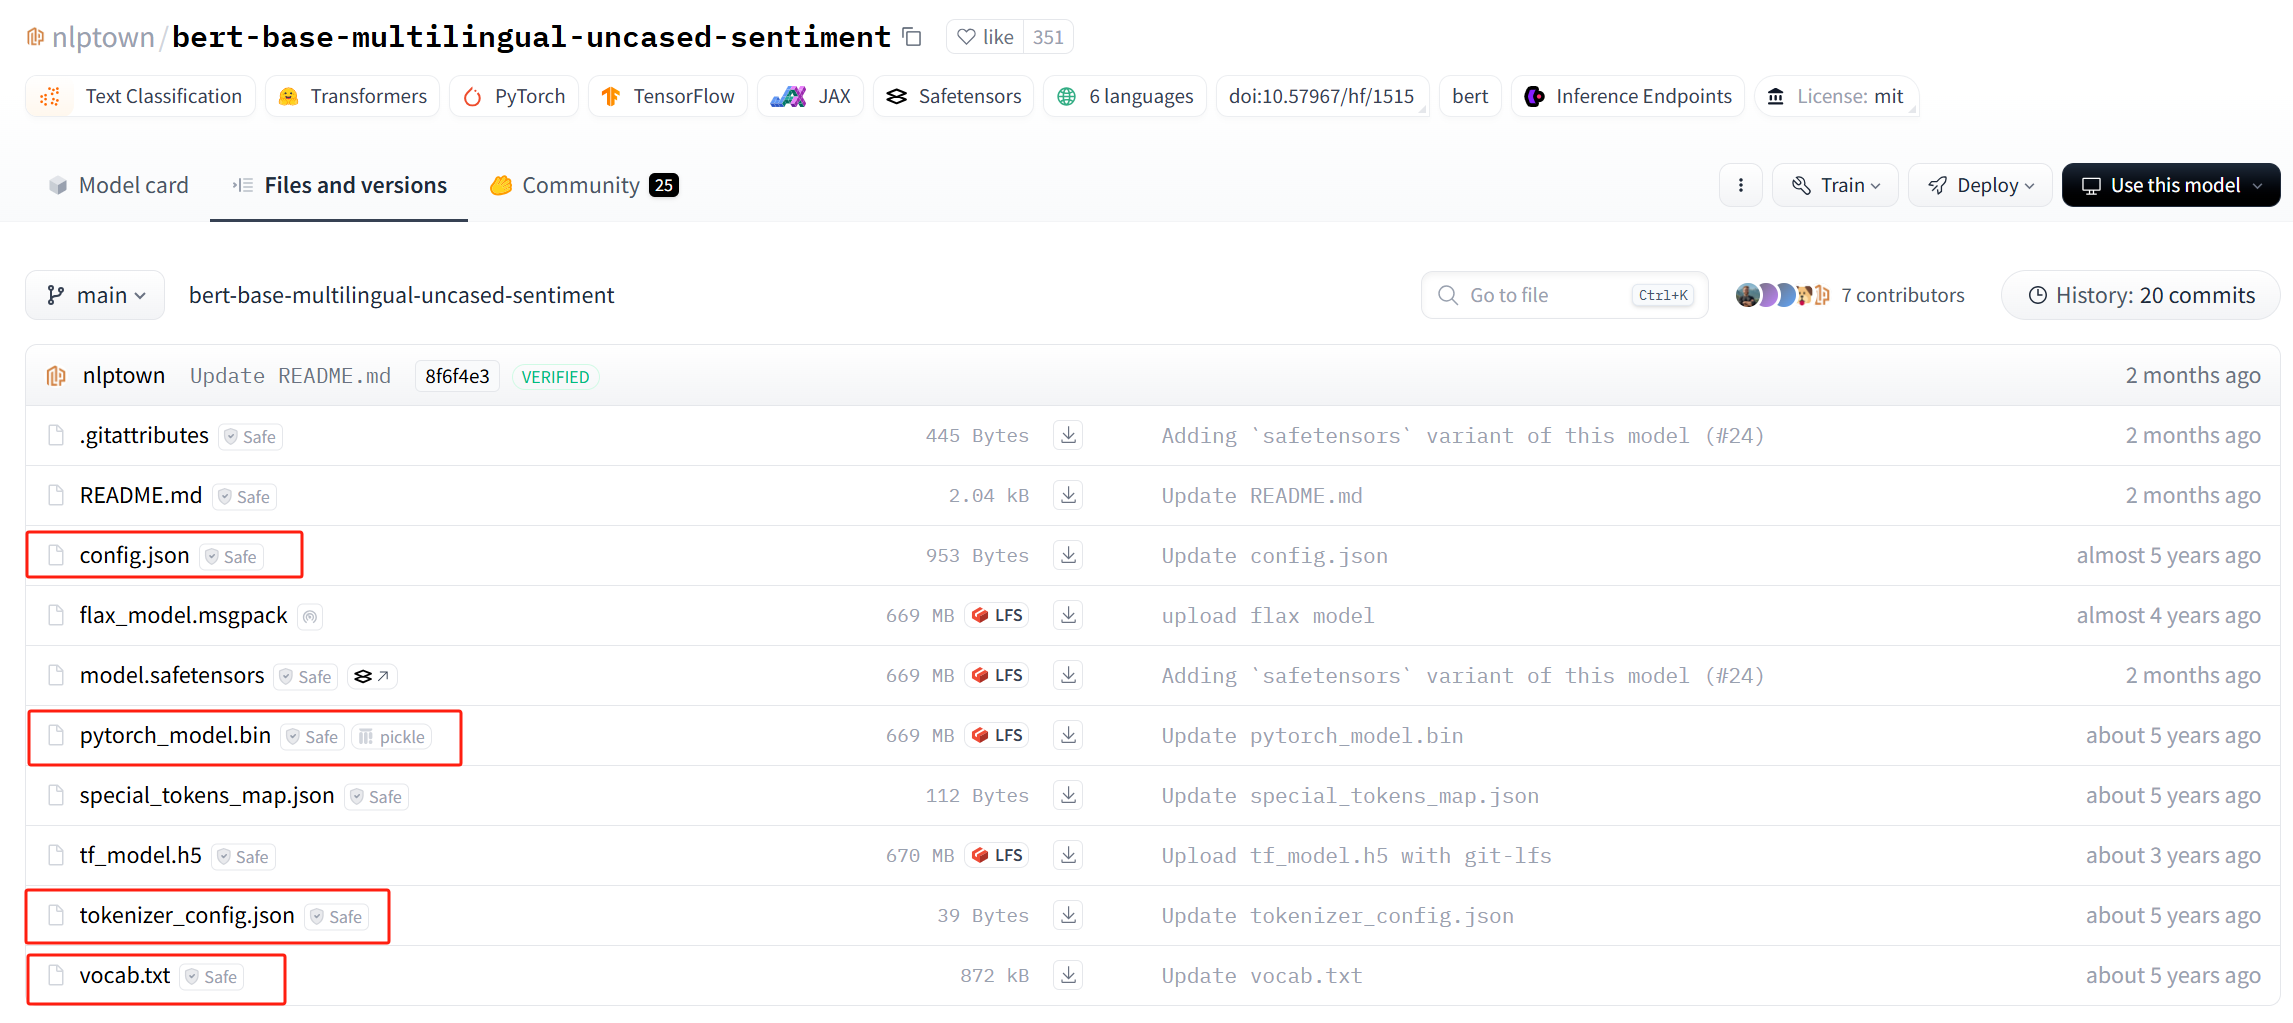 nlptown/bert-base-multilingual-uncased-sentiment like 351
Text Classification Transformers PyTorch TensorFlow JAX Safetensors 6 languages doi:10.57967/hf/1515 bert Inference Endpoints License: mit
Model card Files and versions Community 25 Train Deploy Use this model
main bert-base-multilingual-uncased-sentiment Go to file Ctrl+K 7 contributors History: 20 commits
nlptown Update README.md 8f6f4e3 VERIFIED 2 months ago
.gitattributes Safe 445 Bytes Adding `safetensors` variant of this model (#24) 2 months ago
README.md Safe 2.04 kB Update README.md 2 months ago
config.json Safe 953 Bytes Update config.json almost 5 years ago
flax_model.msgpack 669 MB LFS upload flax model almost 4 years ago
model.safetensors Safe 669 MB LFS Adding `safetensors` variant of this model (#24) 2 months ago
pytorch_model.bin Safe pickle 669 MB LFS Update pytorch_model.bin about 5 years ago
special_tokens_map.json Safe 112 Bytes Update special_tokens_map.json about 5 years ago
tf_model.h5 Safe 670 MB LFS Upload tf_model.h5 with git-lfs about 3 years ago
tokenizer_config.json Safe 39 Bytes Update tokenizer_config.json about 5 years ago
vocab.txt Safe 872 kB Update vocab.txt about 5 years ago